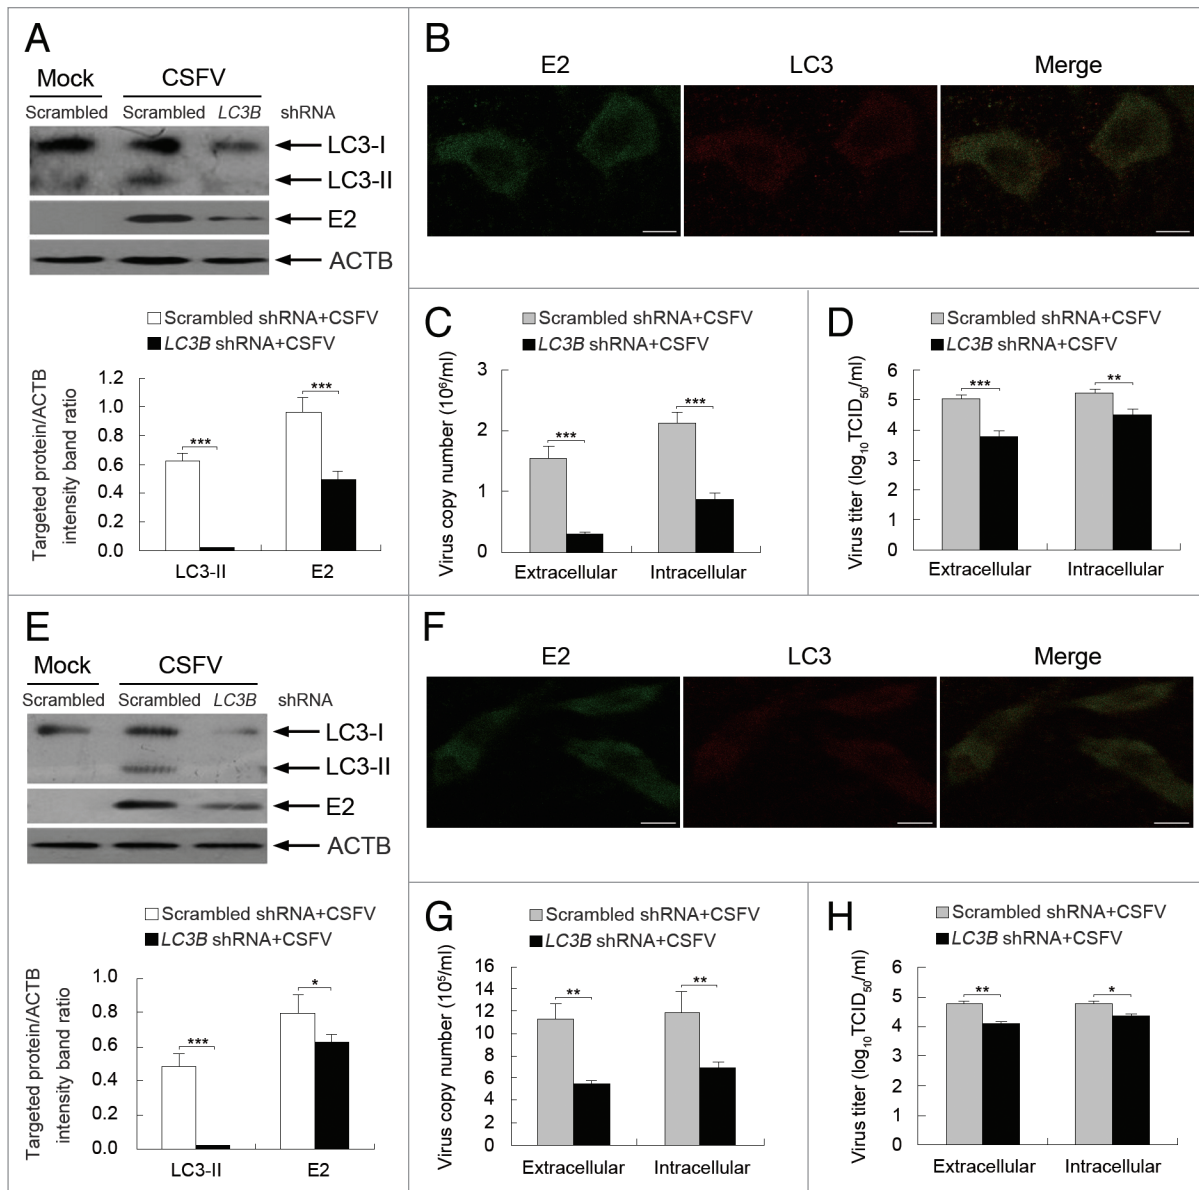 A
Mock CSFV
Scrambled Scrambled LC3B shRNA
LC3-I
LC3-II
E2
ACTB
Scrambled shRNA+CSFV
LC3B shRNA+CSFV
Targeted protein/ACTB
intensity band ratio
1.2
1.0
0.8
0.6
0.4
0.2
0.0
***
***
LC3-II E2
B
E2 LC3 Merge
C
Scrambled shRNA+CSFV
LC3B shRNA+CSFV
Virus copy number (10⁶/ml)
3
2
1
0
***
***
Extracellular Intracellular
D
Scrambled shRNA+CSFV
LC3B shRNA+CSFV
Virus titer (log₁₀TCID₅₀/ml)
6
5
4
3
2
1
0
***
**
Extracellular Intracellular
E
Mock CSFV
Scrambled Scrambled LC3B shRNA
LC3-I
LC3-II
E2
ACTB
Scrambled shRNA+CSFV
LC3B shRNA+CSFV
Targeted protein/ACTB
intensity band ratio
1.0
0.8
0.6
0.4
0.2
0.0
***
*
LC3-II E2
F
E2 LC3 Merge
G
Scrambled shRNA+CSFV
LC3B shRNA+CSFV
Virus copy number (10⁵/ml)
16
14
12
10
8
6
4
2
0
**
**
Extracellular Intracellular
H
Scrambled shRNA+CSFV
LC3B shRNA+CSFV
Virus titer (log₁₀TCID₅₀/ml)
6
5
4
3
2
1
0
**
*
Extracellular Intracellular